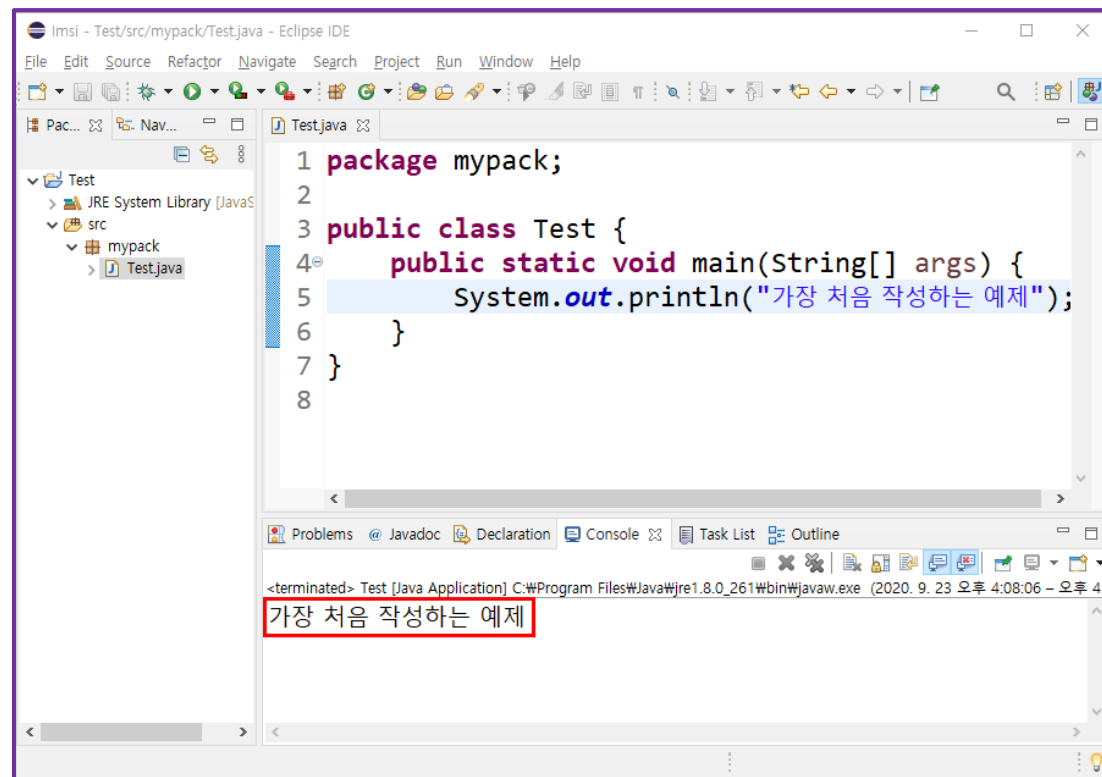 lmsi - Test/src/mypack/Test.java - Eclipse IDE
File Edit Source Refactor Navigate Search Project Run Window Help
Pac... Nav...
Test.java
Test
JRE System Library [JavaS
src
mypack
Test.java
1 package mypack;
2
3 public class Test {
4 public static void main(String[] args) {
5 System.out.println("가장 처음 작성하는 예제");
6 }
7 }
8
Problems @ Javadoc Declaration Console Task List Outline
<terminated> Test [Java Application] C:₩Program Files₩Java₩jre1.8.0_261₩bin₩javaw.exe (2020. 9. 23 오후 4:08:06 – 오후 4
가장 처음 작성하는 예제